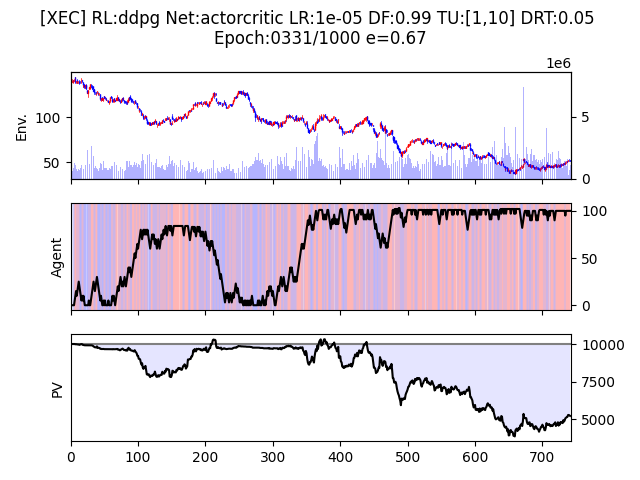 [XEC] RL:ddpg Net:actorcritic LR:1e-05 DF:0.99 TU:[1,10] DRT:0.05
Epoch:0331/1000 e=0.67
1e6
Env.
100
50
5
0
Agent
100
50
0
PV
10000
7500
5000
0 100 200 300 400 500 600 700